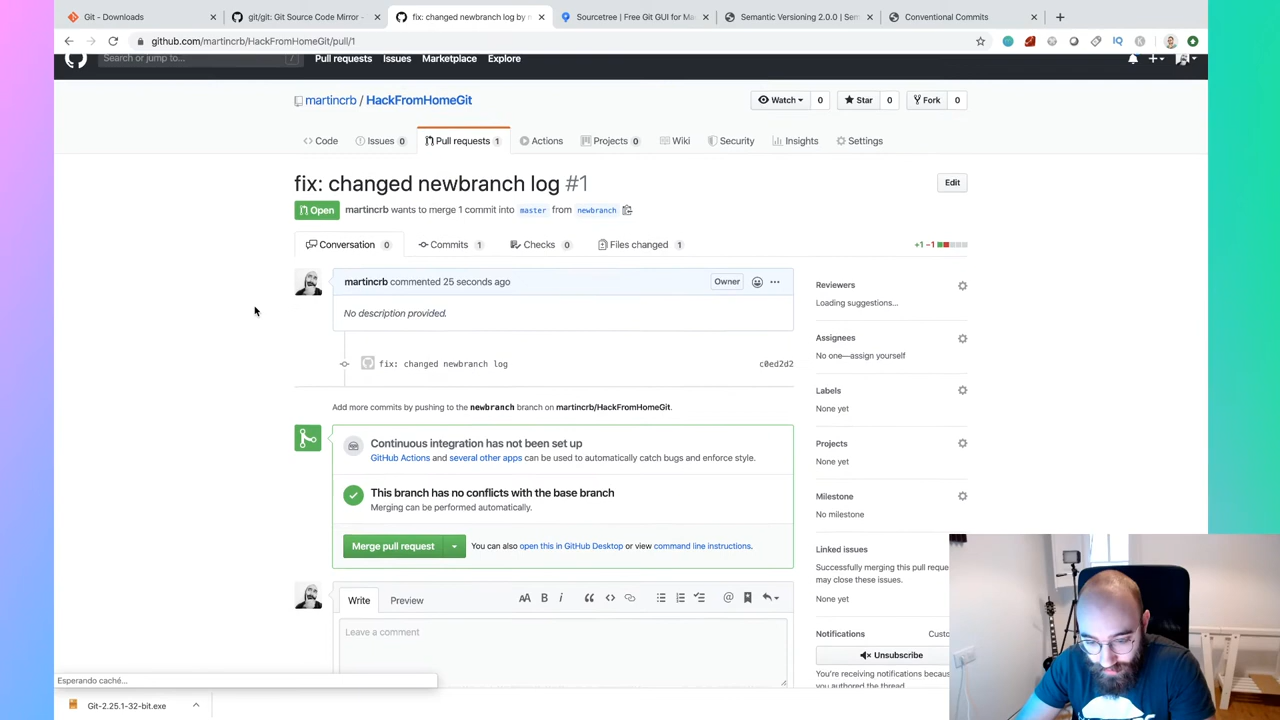 Git - Downloads
git/git: Git Source Code Mirror -
fix: changed newbranch log by m
Sourcetree | Free Git GUI for Ma
Semantic Versioning 2.0.0 | Sem
Conventional Commits
github.com/martincrb/HackFromHomeGit/pull/1
Search or jump to...
/
Pull requests
Issues
Marketplace
Explore
martincrb / HackFromHomeGit
Watch 0
Star 0
Fork 0
Code
Issues 0
Pull requests 1
Actions
Projects 0
Wiki
Security
Insights
Settings
fix: changed newbranch log #1
Edit
Open
martincrb wants to merge 1 commit into master from newbranch
Conversation 0
Commits 1
Checks 0
Files changed 1
+1 −1
martincrb commented 25 seconds ago
Owner
No description provided.
fix: changed newbranch log
c0ed2d2
Add more commits by pushing to the newbranch branch on martincrb/HackFromHomeGit.
Continuous integration has not been set up
GitHub Actions and several other apps can be used to automatically catch bugs and enforce style.
This branch has no conflicts with the base branch
Merging can be performed automatically.
Merge pull request
You can also open this in GitHub Desktop or view command line instructions.
Write
Preview
AA B i
Leave a comment
Reviewers
Loading suggestions...
Assignees
No one—assign yourself
Labels
None yet
Projects
None yet
Milestone
No milestone
Linked issues
Successfully merging this pull reque
may close these issues.
None yet
Notifications
Custo
Unsubscribe
You're receiving notifications becaus
you authored the thread.
Esperando caché...
Git-2.25.1-32-bit.exe